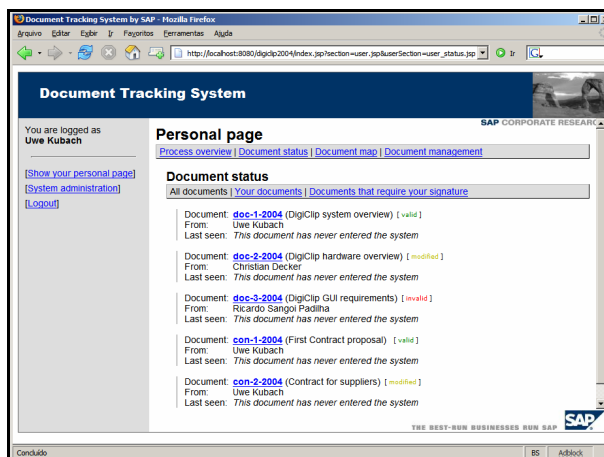 Document Tracking System by SAP - Mozilla Firefox
Arquivo Editar Exibir Ir Favoritos Ferramentas Ajuda
http://localhost:8080/digiclip2004/index.jsp?section=user.jsp&userSection=user_status.jsp Ir G
Document Tracking System
SAP CORPORATE RESEARC
You are logged as
Uwe Kubach
[Show your personal page]
[System administration]
[Logout]
Personal page
Process overview | Document status | Document map | Document management
Document status
All documents | Your documents | Documents that require your signature
Document: doc-1-2004 (DigiClip system overview) [ valid ]
From: Uwe Kubach
Last seen: This document has never entered the system
Document: doc-2-2004 (DigiClip hardware overview) [ modified ]
From: Christian Decker
Last seen: This document has never entered the system
Document: doc-3-2004 (DigiClip GUI requirements) [ invalid ]
From: Ricardo Sangoi Padilha
Last seen: This document has never entered the system
Document: con-1-2004 (First Contract proposal) [ valid ]
From: Uwe Kubach
Last seen: This document has never entered the system
Document: con-2-2004 (Contract for suppliers) [ modified ]
From: Uwe Kubach
Last seen: This document has never entered the system
THE BEST-RUN BUSINESSES RUN SAP SAP
Concluído BS Adblock